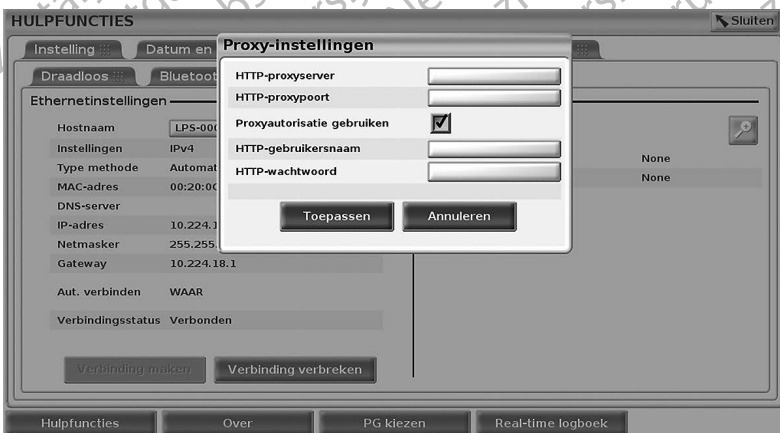 HULPFUNCTIES
Sluiten
Instelling
Datum en
Draadloos
Bluetoot
Ethernetinstellingen
Hostnaam LPS-000
Instellingen IPv4
Type methode Automat
MAC-adres 00:20:0C
DNS-server
IP-adres 10.224.1
Netmasker 255.255.
Gateway 10.224.18.1
Aut. verbinden WAAR
Verbindingsstatus Verbonden
Verbinding maken
Verbinding verbreken
Proxy-instellingen
HTTP-proxyserver
HTTP-proxypoort
Proxyautorisatie gebruiken
HTTP-gebruikersnaam
HTTP-wachtwoord
Toepassen
Annuleren
None
None
Hulpfuncties
Over
PG kiezen
Real-time logboek